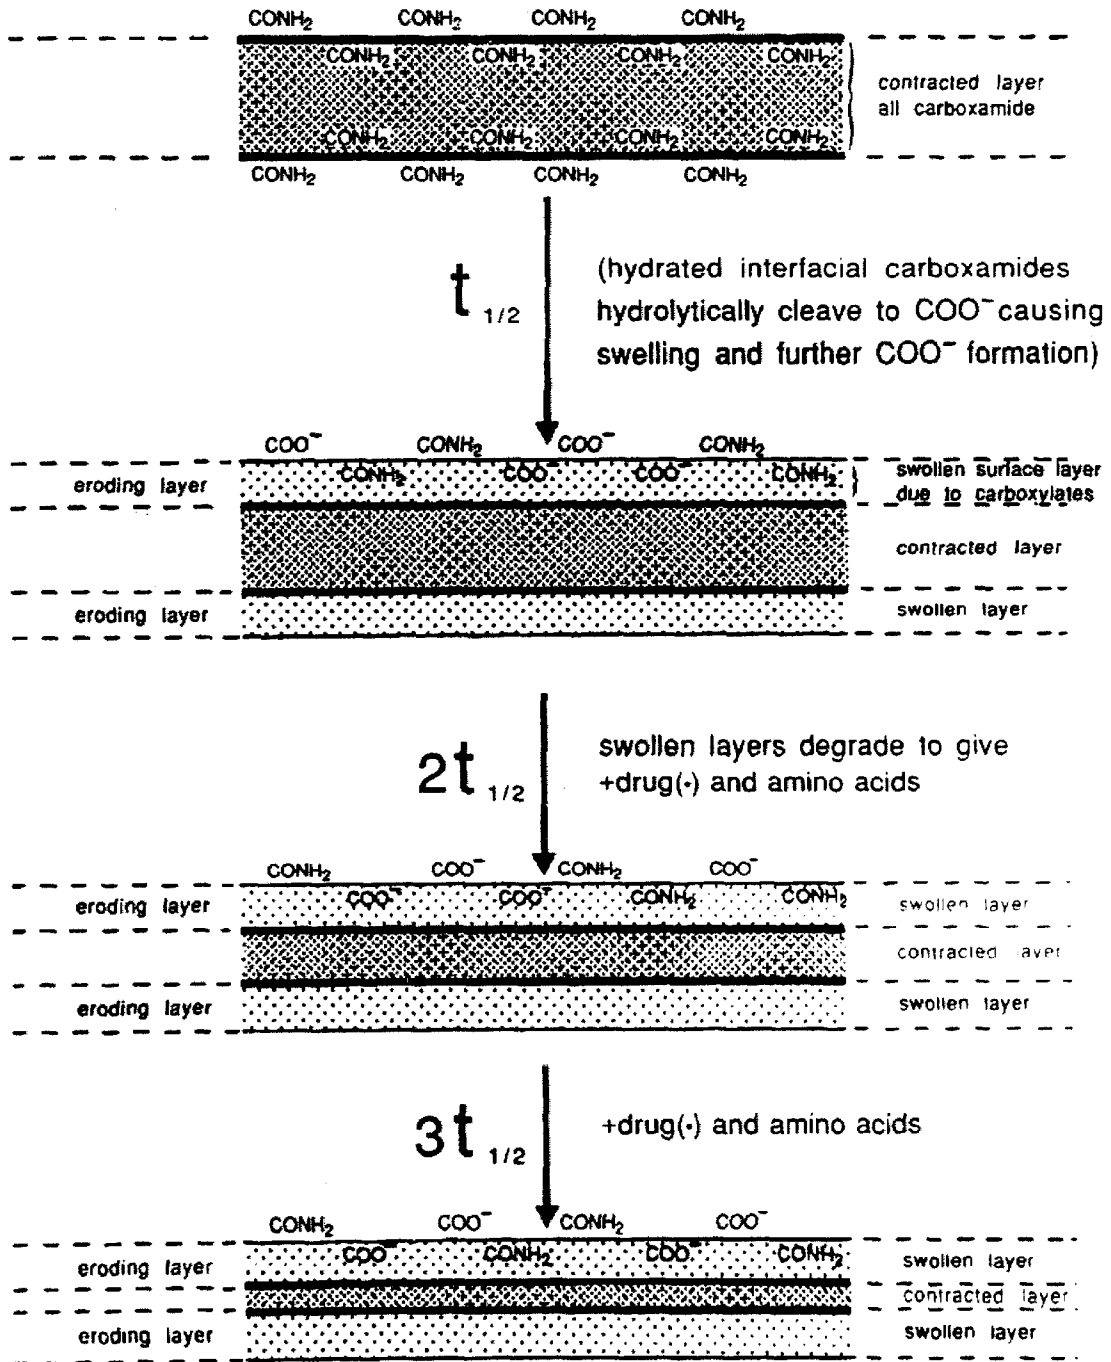 CONH₂ CONH₂ CONH₂ CONH₂
CONH₂ CONH₂ CONH₂ CONH₂
contracted layer
all carboxamide
CONH₂ CONH₂ CONH₂ CONH₂
CONH₂ CONH₂ CONH₂ CONH₂
t 1/2
(hydrated interfacial carboxamides
hydrolytically cleave to COO⁻ causing
swelling and further COO⁻ formation)
COO⁻ CONH₂ COO⁻ CONH₂
eroding layer CONH₂ COO⁻ COO⁻ CONH₂ swollen surface layer
due to carboxylates
contracted layer
eroding layer swollen layer
2t 1/2
swollen layers degrade to give
+drug(·) and amino acids
CONH₂ COO⁻ CONH₂ COO⁻
eroding layer COO⁻ COO⁻ CONH₂ CONH₂ swollen layer
contracted layer
eroding layer swollen layer
3t 1/2
+drug(·) and amino acids
CONH₂ COO⁻ CONH₂ COO⁻
eroding layer COO⁻ CONH₂ COO⁻ CONH₂ swollen layer
contracted layer
eroding layer swollen layer